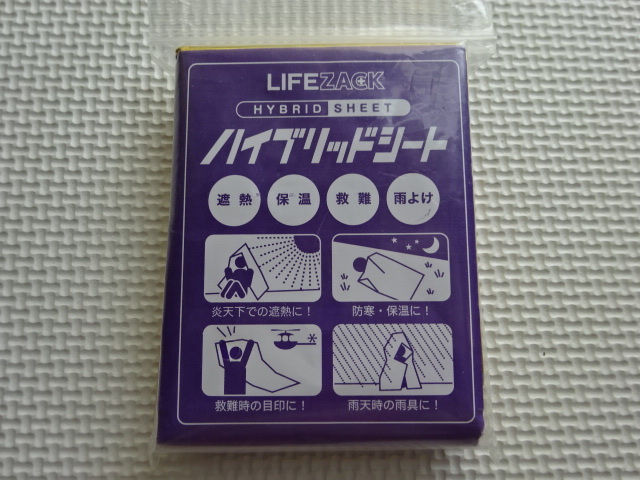 LIFEZACK
HYBRID SHEET
ハイブリッドシート
遮熱 保温 救難 雨よけ
炎天下での遮熱に! 防寒・保温に!
救難時の目印に! 雨天時の雨具に!